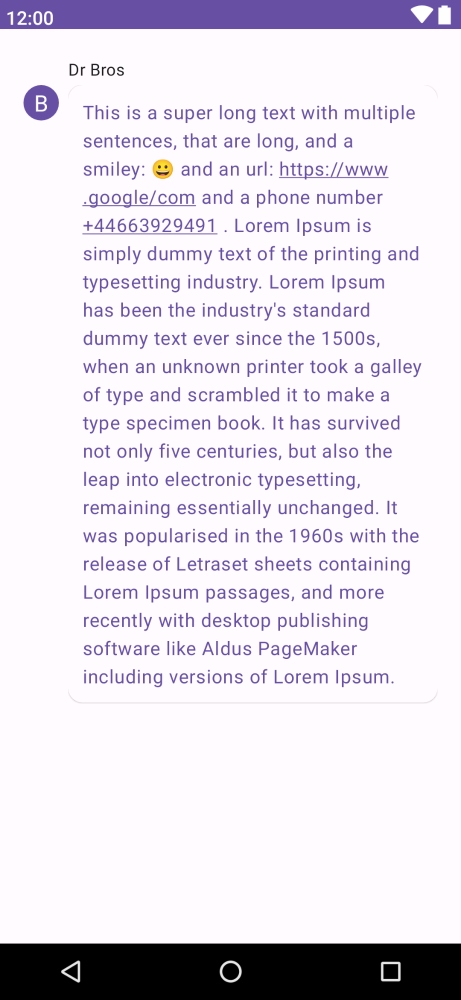 12:00
Dr Bros
B
This is a super long text with multiple
sentences, that are long, and a
smiley: 😀 and an url: https://www
.google/com and a phone number
+44663929491 . Lorem Ipsum is
simply dummy text of the printing and
typesetting industry. Lorem Ipsum
has been the industry's standard
dummy text ever since the 1500s,
when an unknown printer took a galley
of type and scrambled it to make a
type specimen book. It has survived
not only five centuries, but also the
leap into electronic typesetting,
remaining essentially unchanged. It
was popularised in the 1960s with the
release of Letraset sheets containing
Lorem Ipsum passages, and more
recently with desktop publishing
software like Aldus PageMaker
including versions of Lorem Ipsum.